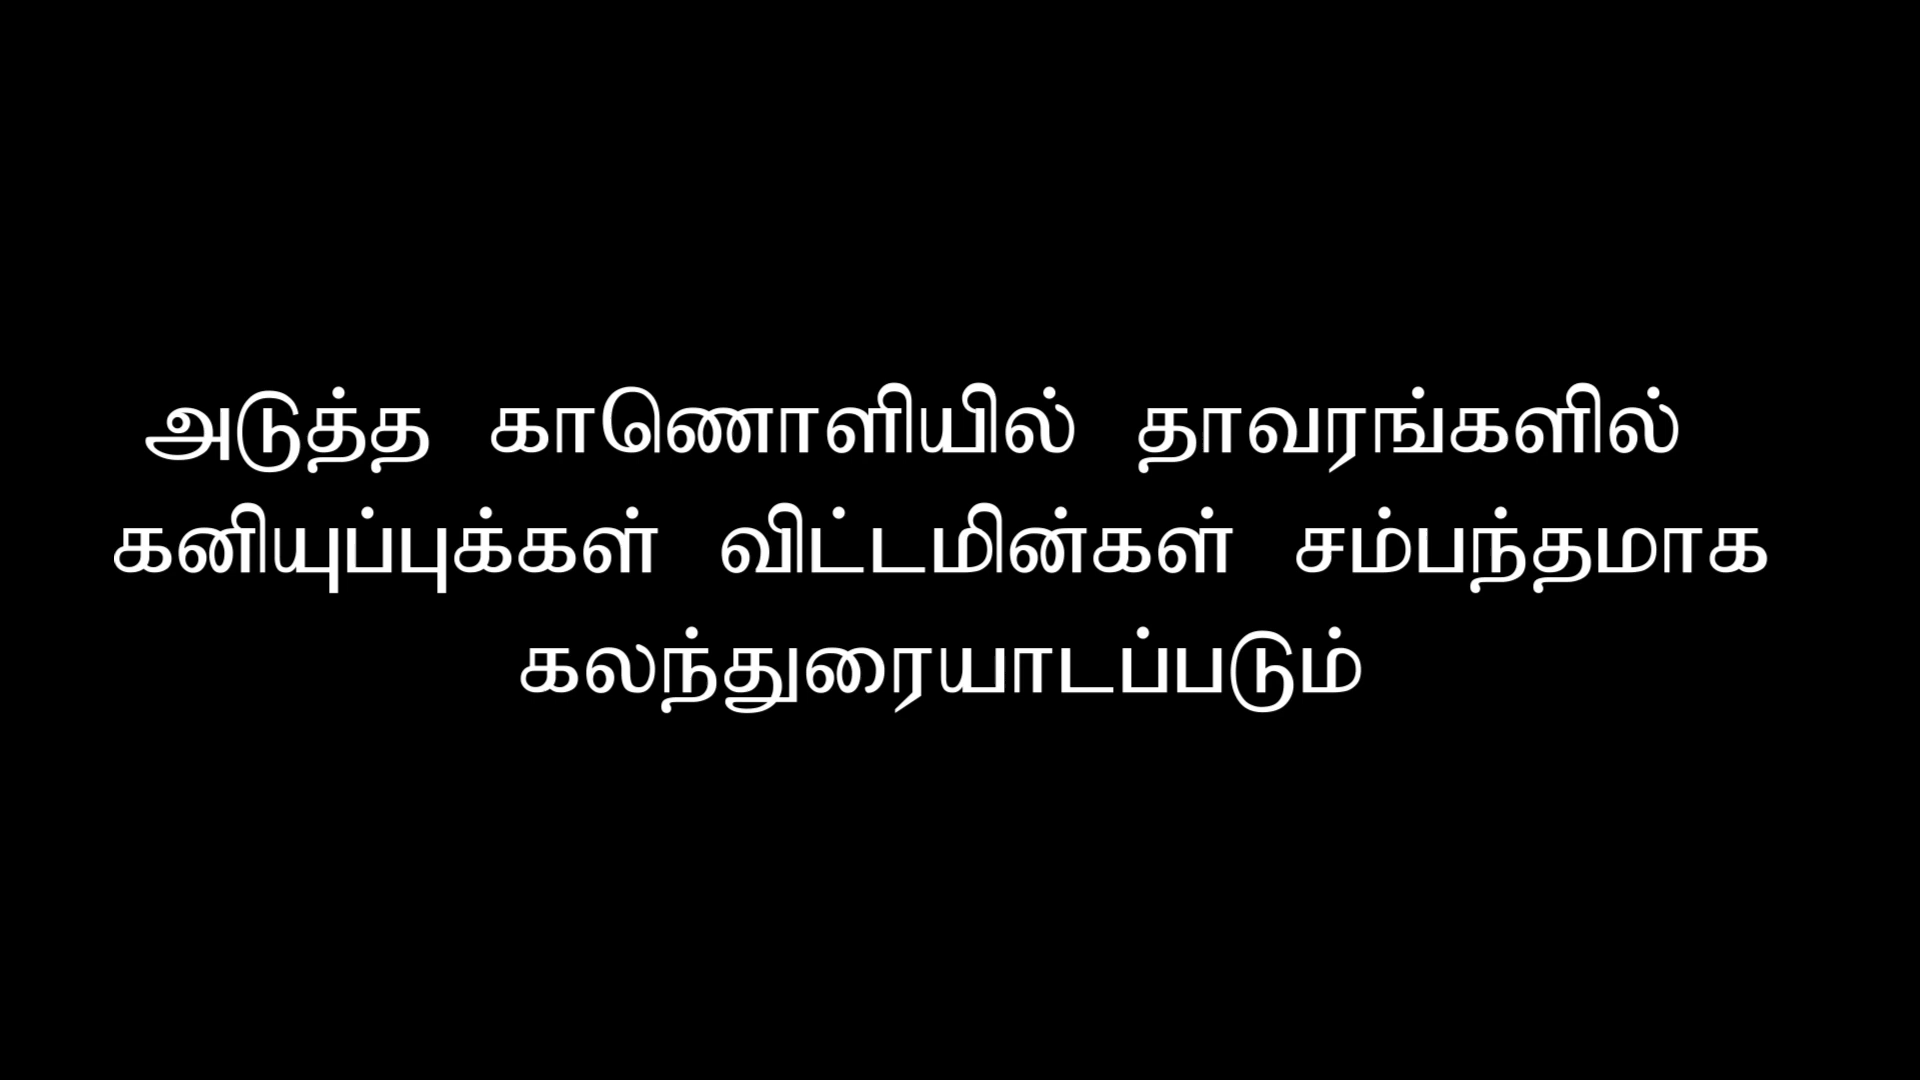 அடுத்த காணொளியில் தாவரங்களில்
கனியுப்புக்கள் விட்டமின்கள் சம்பந்தமாக
கலந்துரையாடப்படும்